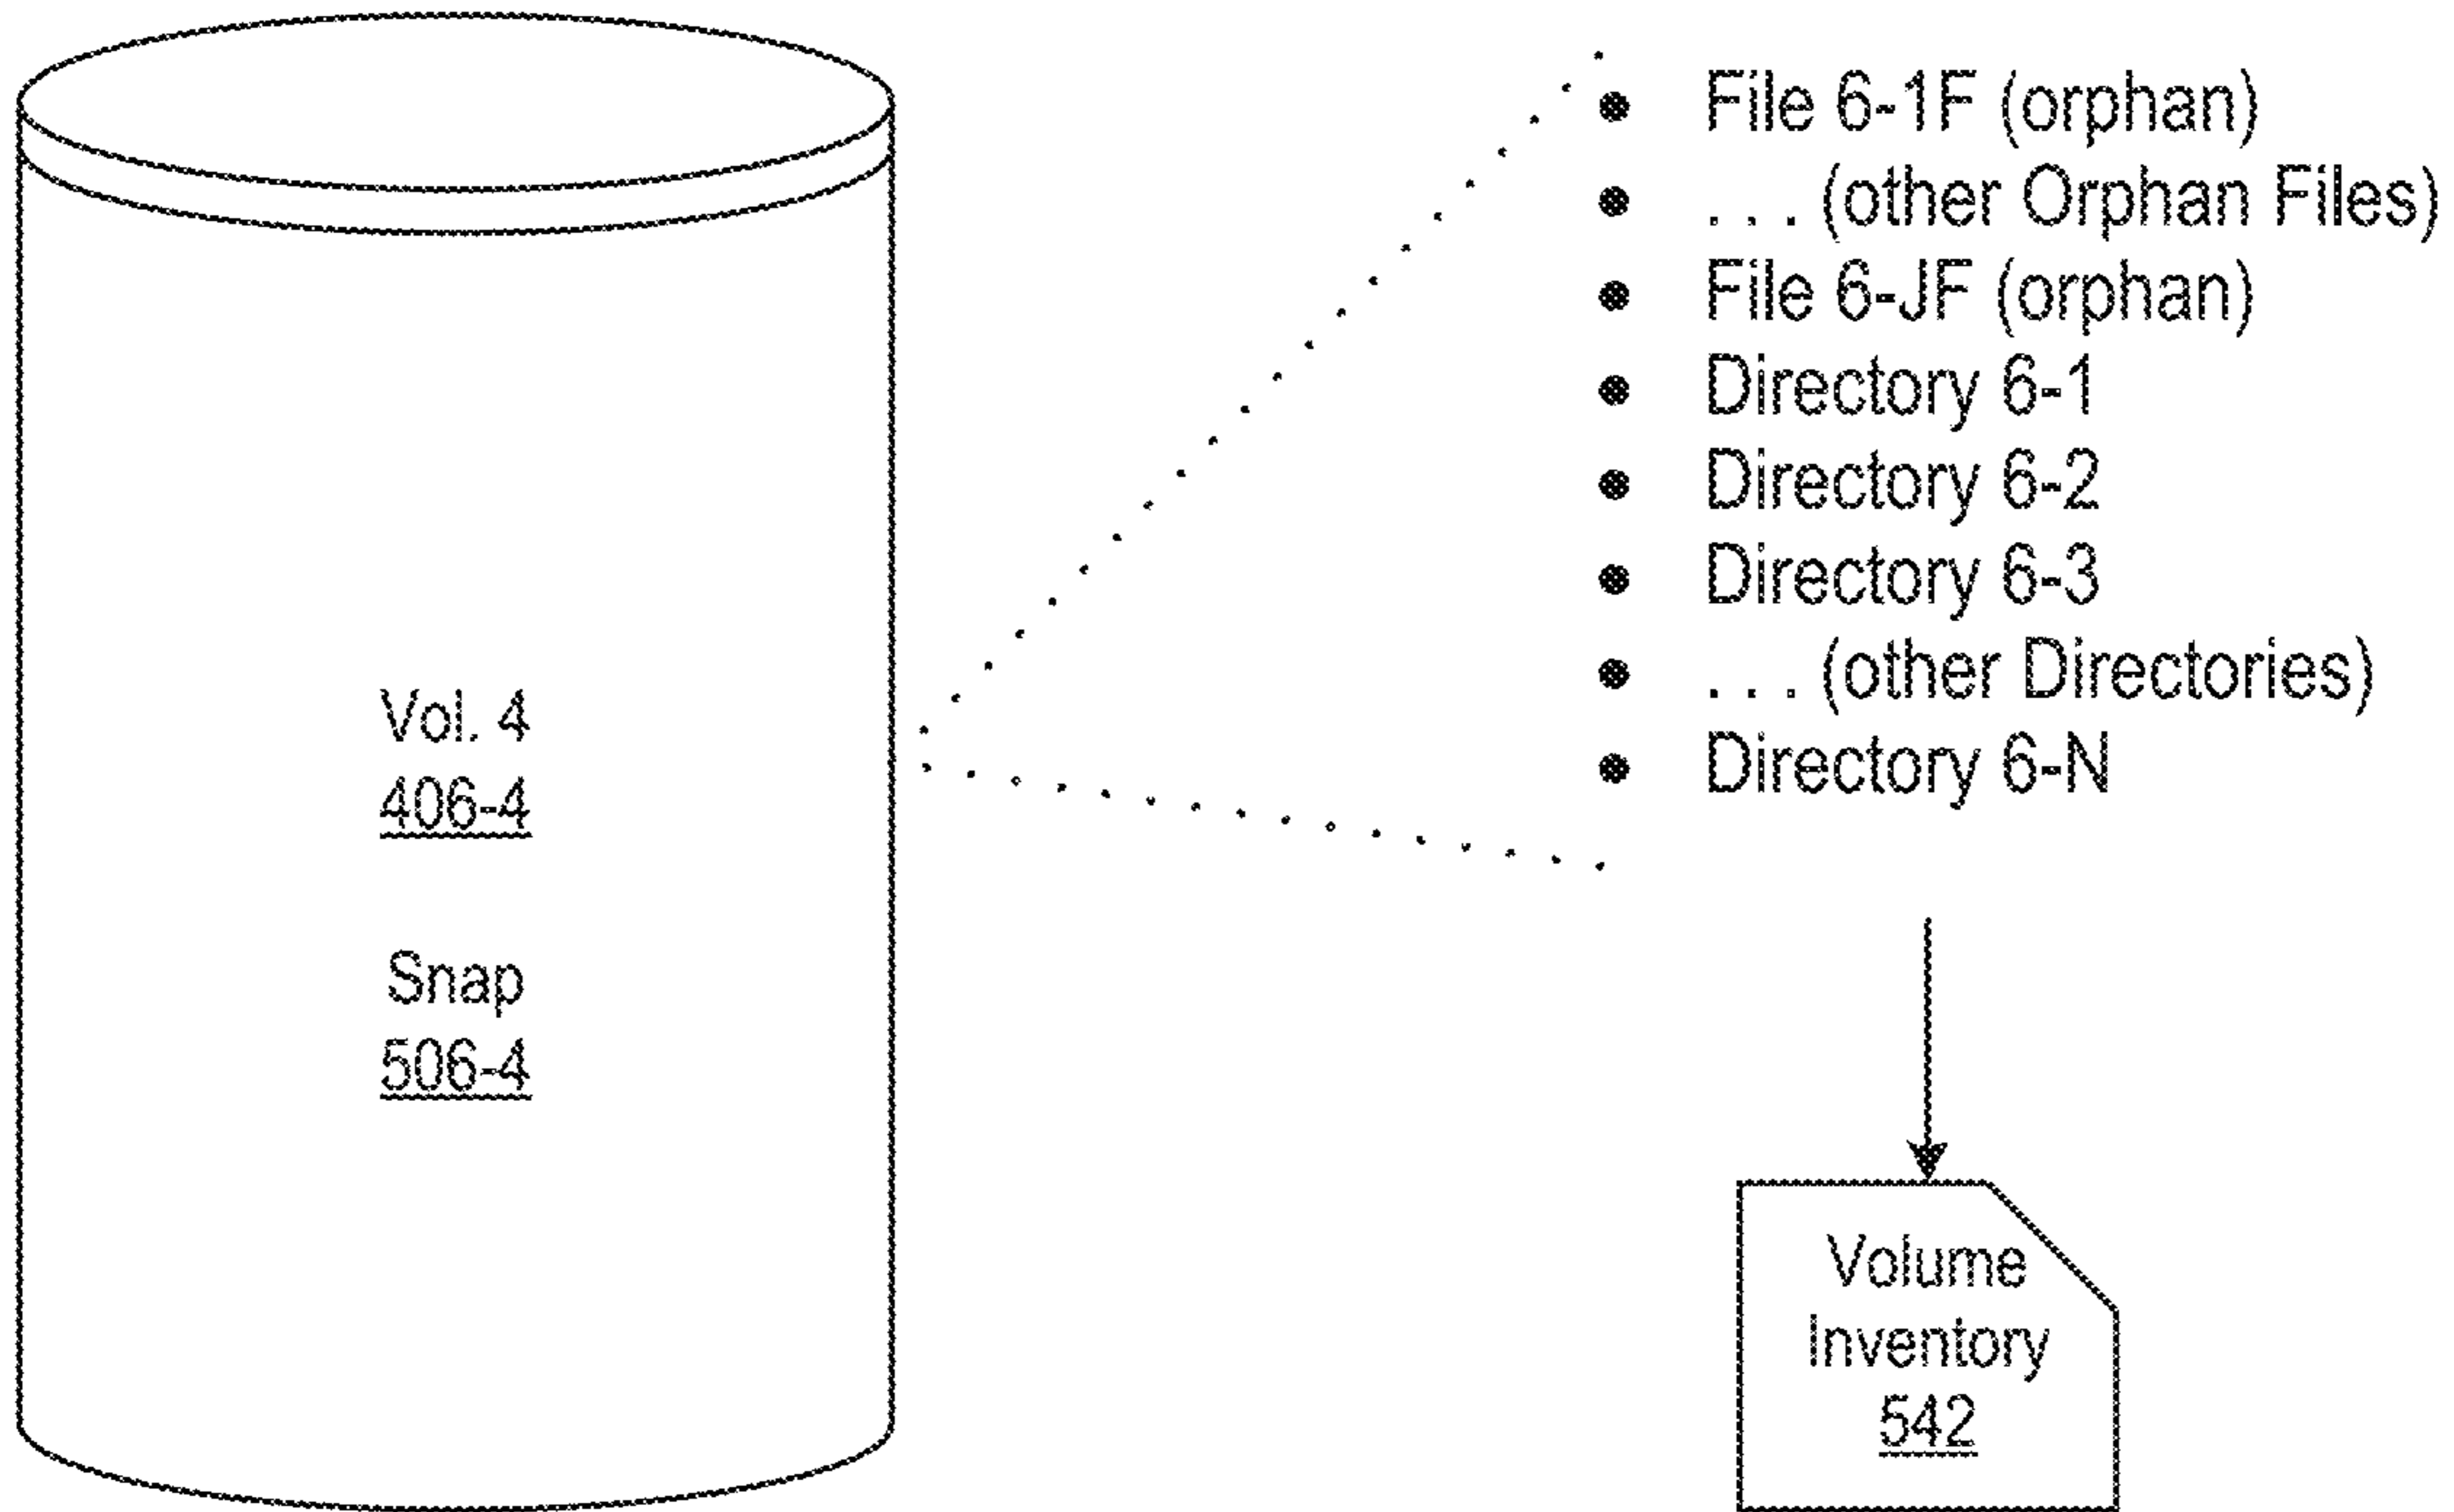 Vol. 4
406-4
Snap
506-4
● File 6-1F (orphan)
● . . . (other Orphan Files)
● File 6-JF (orphan)
● Directory 6-1
● Directory 6-2
● Directory 6-3
● . . . (other Directories)
● Directory 6-N
Volume
Inventory
542